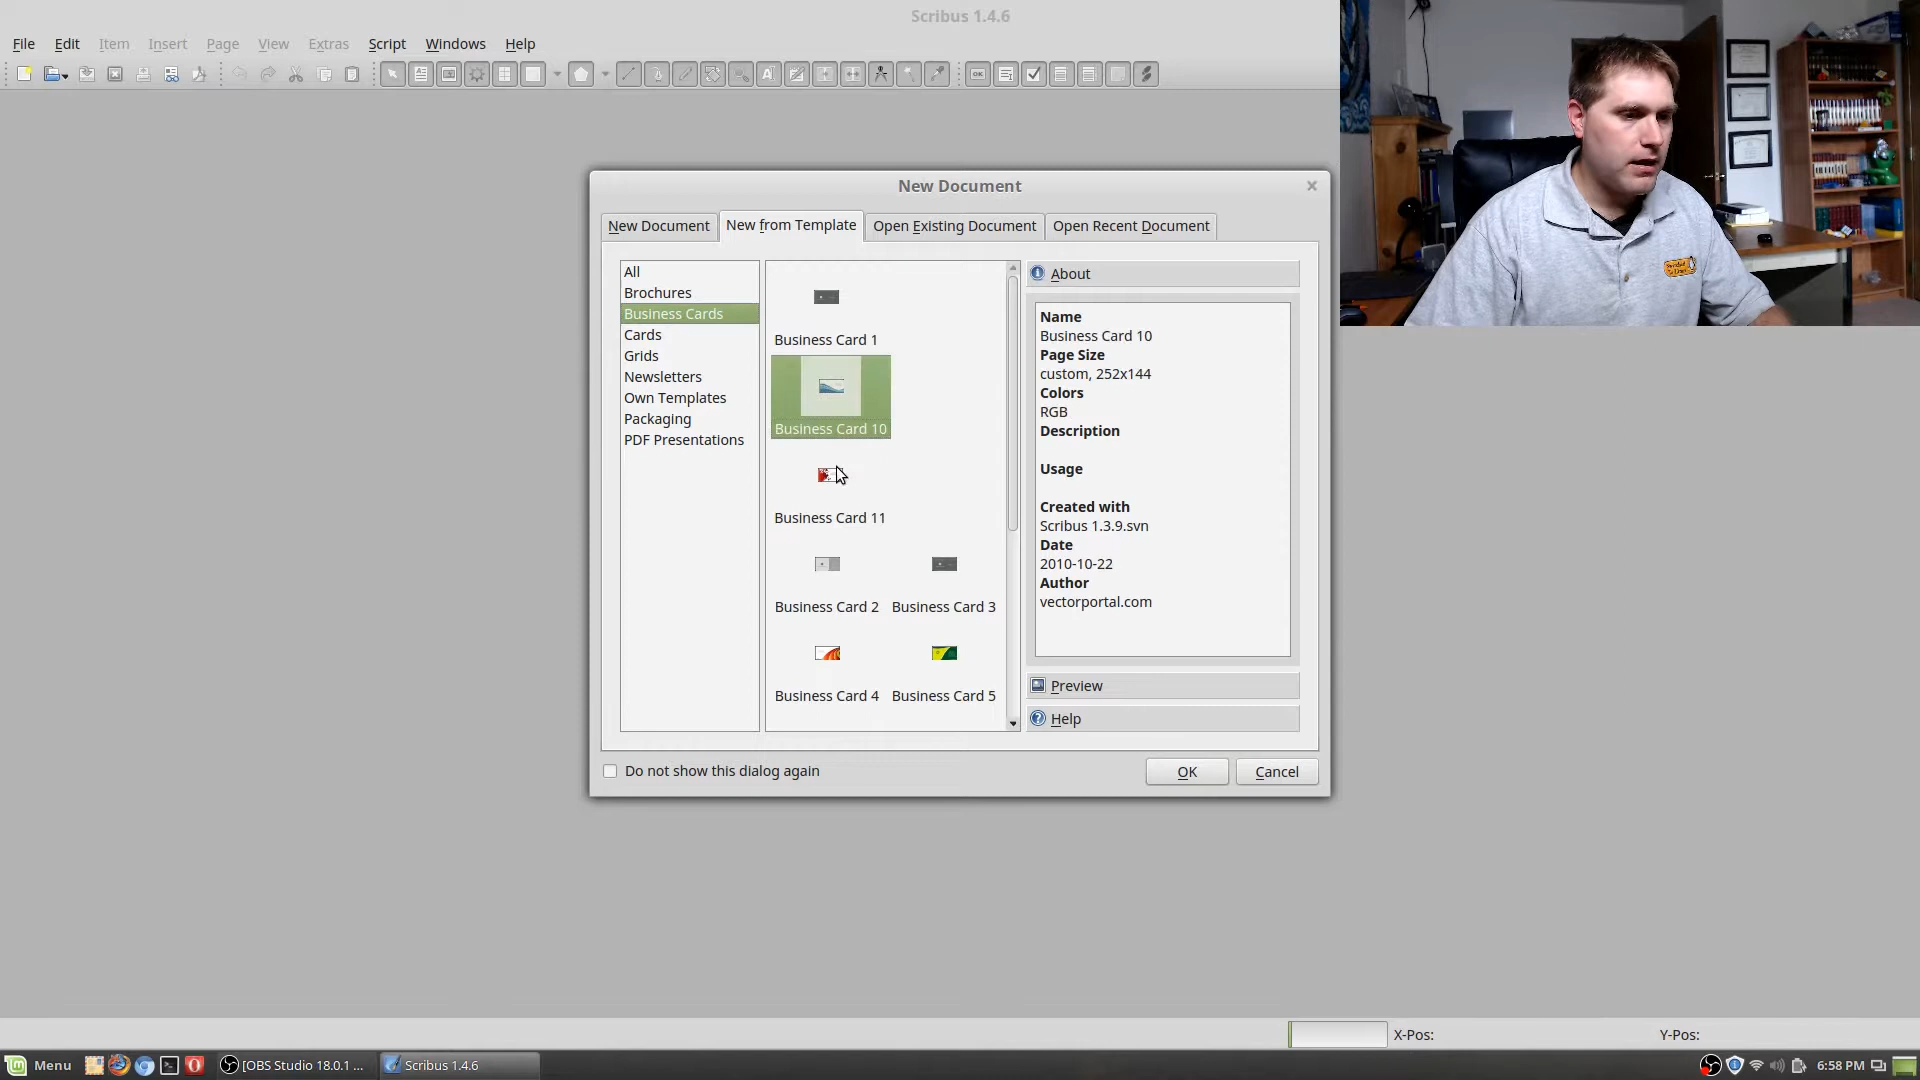 Scribus 1.4.6
File Edit Item Insert Page View Extras Script Windows Help
New Document
New Document New from Template Open Existing Document Open Recent Document
All
Brochures
Business Cards
Cards
Grids
Newsletters
Own Templates
Packaging
PDF Presentations
Business Card 1
Business Card 10
Business Card 11
Business Card 2 Business Card 3
Business Card 4 Business Card 5
About
Name
Business Card 10
Page Size
custom, 252x144
Colors
RGB
Description
Usage
Created with
Scribus 1.3.9.svn
Date
2010-10-22
Author
vectorportal.com
Preview
Help
Do not show this dialog again
OK Cancel
X-Pos: Y-Pos:
Menu [OBS Studio 18.0.1 ... Scribus 1.4.6 6:58 PM